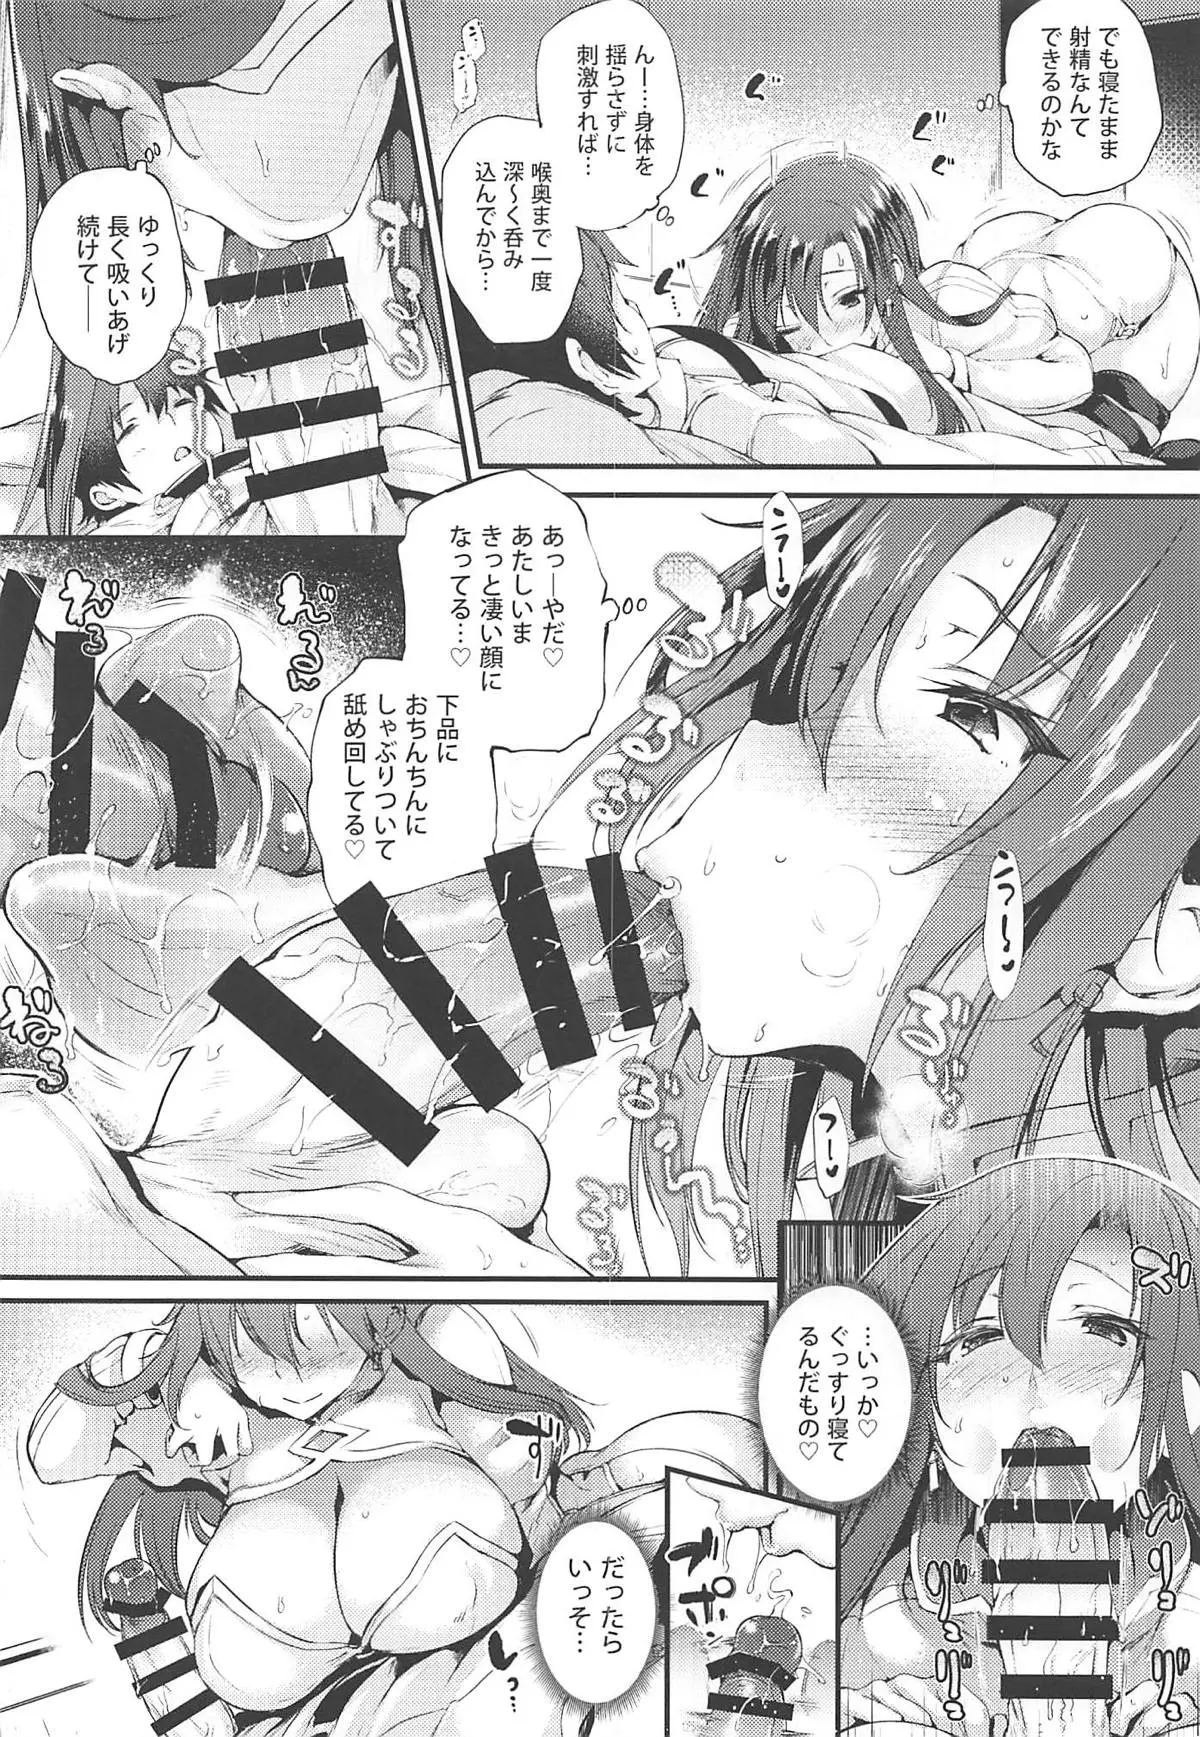 でも寝たまま
射精なんて
できるのかな
んー…身体を
揺らさずに
刺激すれば…
喉奥まで一度
深〜く呑み
込んでから…
ゆっくり
長く吸いあげ
続けて――
あっーやだ♡
あたしいま
きっと凄い顔に
なってる…♡
下品に
おちんちんに
しゃぶりついて
舐め回してる♡
…いっか♡
ぐっすり寝て
るんだもの♡
だったら
いっそ…